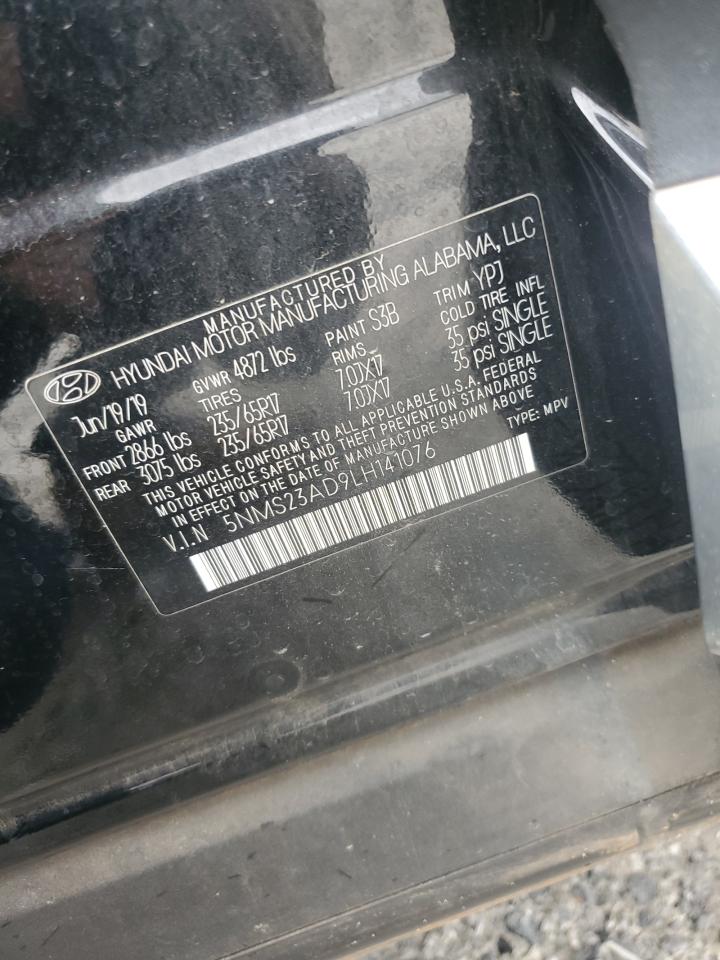 MANUFACTURED BY
HYUNDAI MOTOR MANUFACTURING ALABAMA, LLC
Jun/19/19 GVWR 4872 lbs PAINT S3B TRIM YPJ
GAWR TIRES RIMS COLD TIRE INFL
FRONT 2866 lbs 235/65R17 7.0JX17 35 psi SINGLE
REAR 3075 lbs 235/65R17 7.0JX17 35 psi SINGLE
THIS VEHICLE CONFORMS TO ALL APPLICABLE U.S.A. FEDERAL
MOTOR VEHICLE SAFETY AND THEFT PREVENTION STANDARDS
IN EFFECT ON THE DATE OF MANUFACTURE SHOWN ABOVE.
V.I.N 5NMS23AD9LH141076 TYPE: MPV